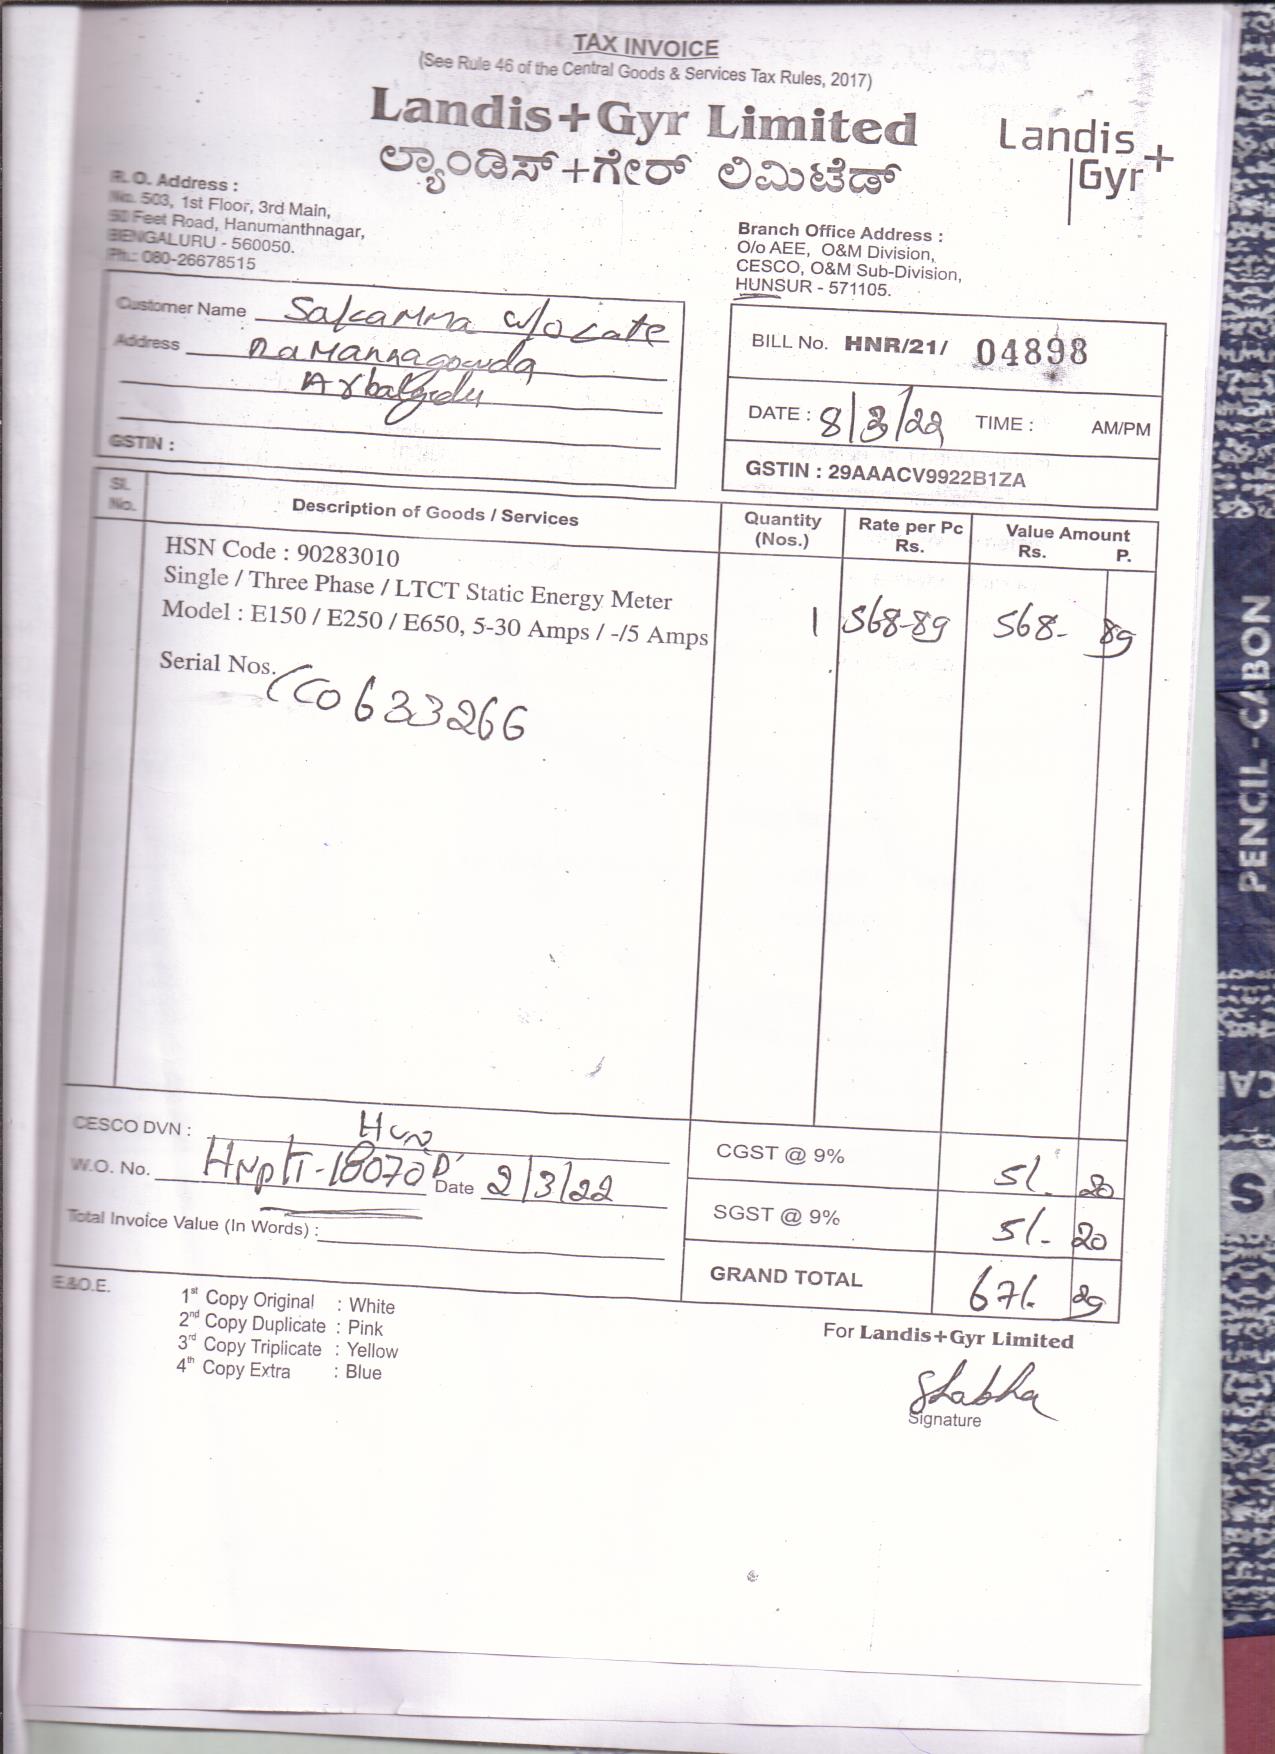 TAX INVOICE
(See Rule 46 of the Central Goods & Services Tax Rules, 2017)
Landis+Gyr Limited
ಲ್ಯಾಂಡಿಸ್+ಗೇರ್ ಲಿಮಿಟೆಡ್
Landis
Gyr+
R. O. Address :
No. 503, 1st Floor, 3rd Main,
50 Feet Road, Hanumanthnagar,
BENGALURU - 560050.
Ph.: 080-26678515
Branch Office Address :
O/o AEE, O&M Division,
CESCO, O&M Sub-Division,
HUNSUR - 571105.
Customer Name Sakamma w/o Late
Address Ramannagowda
GSTIN :
BILL No. HNR/21/ 04898
DATE : 8/3/22 TIME : AM/PM
GSTIN : 29AAACV9922B1ZA
Sl. No. Description of Goods / Services Quantity (Nos.) Rate per Pc Rs. Value Amount Rs. P.
HSN Code : 90283010
Single / Three Phase / LTCT Static Energy Meter
Model : E150 / E250 / E650, 5-30 Amps / -/5 Amps 1 568-89 568- 89
Serial Nos. CC0633266
CESCO DVN : HUN
W.O. No. Date 2/3/22
Total Invoice Value (In Words) :
CGST @ 9% 51. 20
SGST @ 9% 51. 20
GRAND TOTAL 671. 29
E.&O.E.
1st Copy Original : White
2nd Copy Duplicate : Pink
3rd Copy Triplicate : Yellow
4th Copy Extra : Blue
For Landis+Gyr Limited
Shobha
Signature
PENCIL - CABON